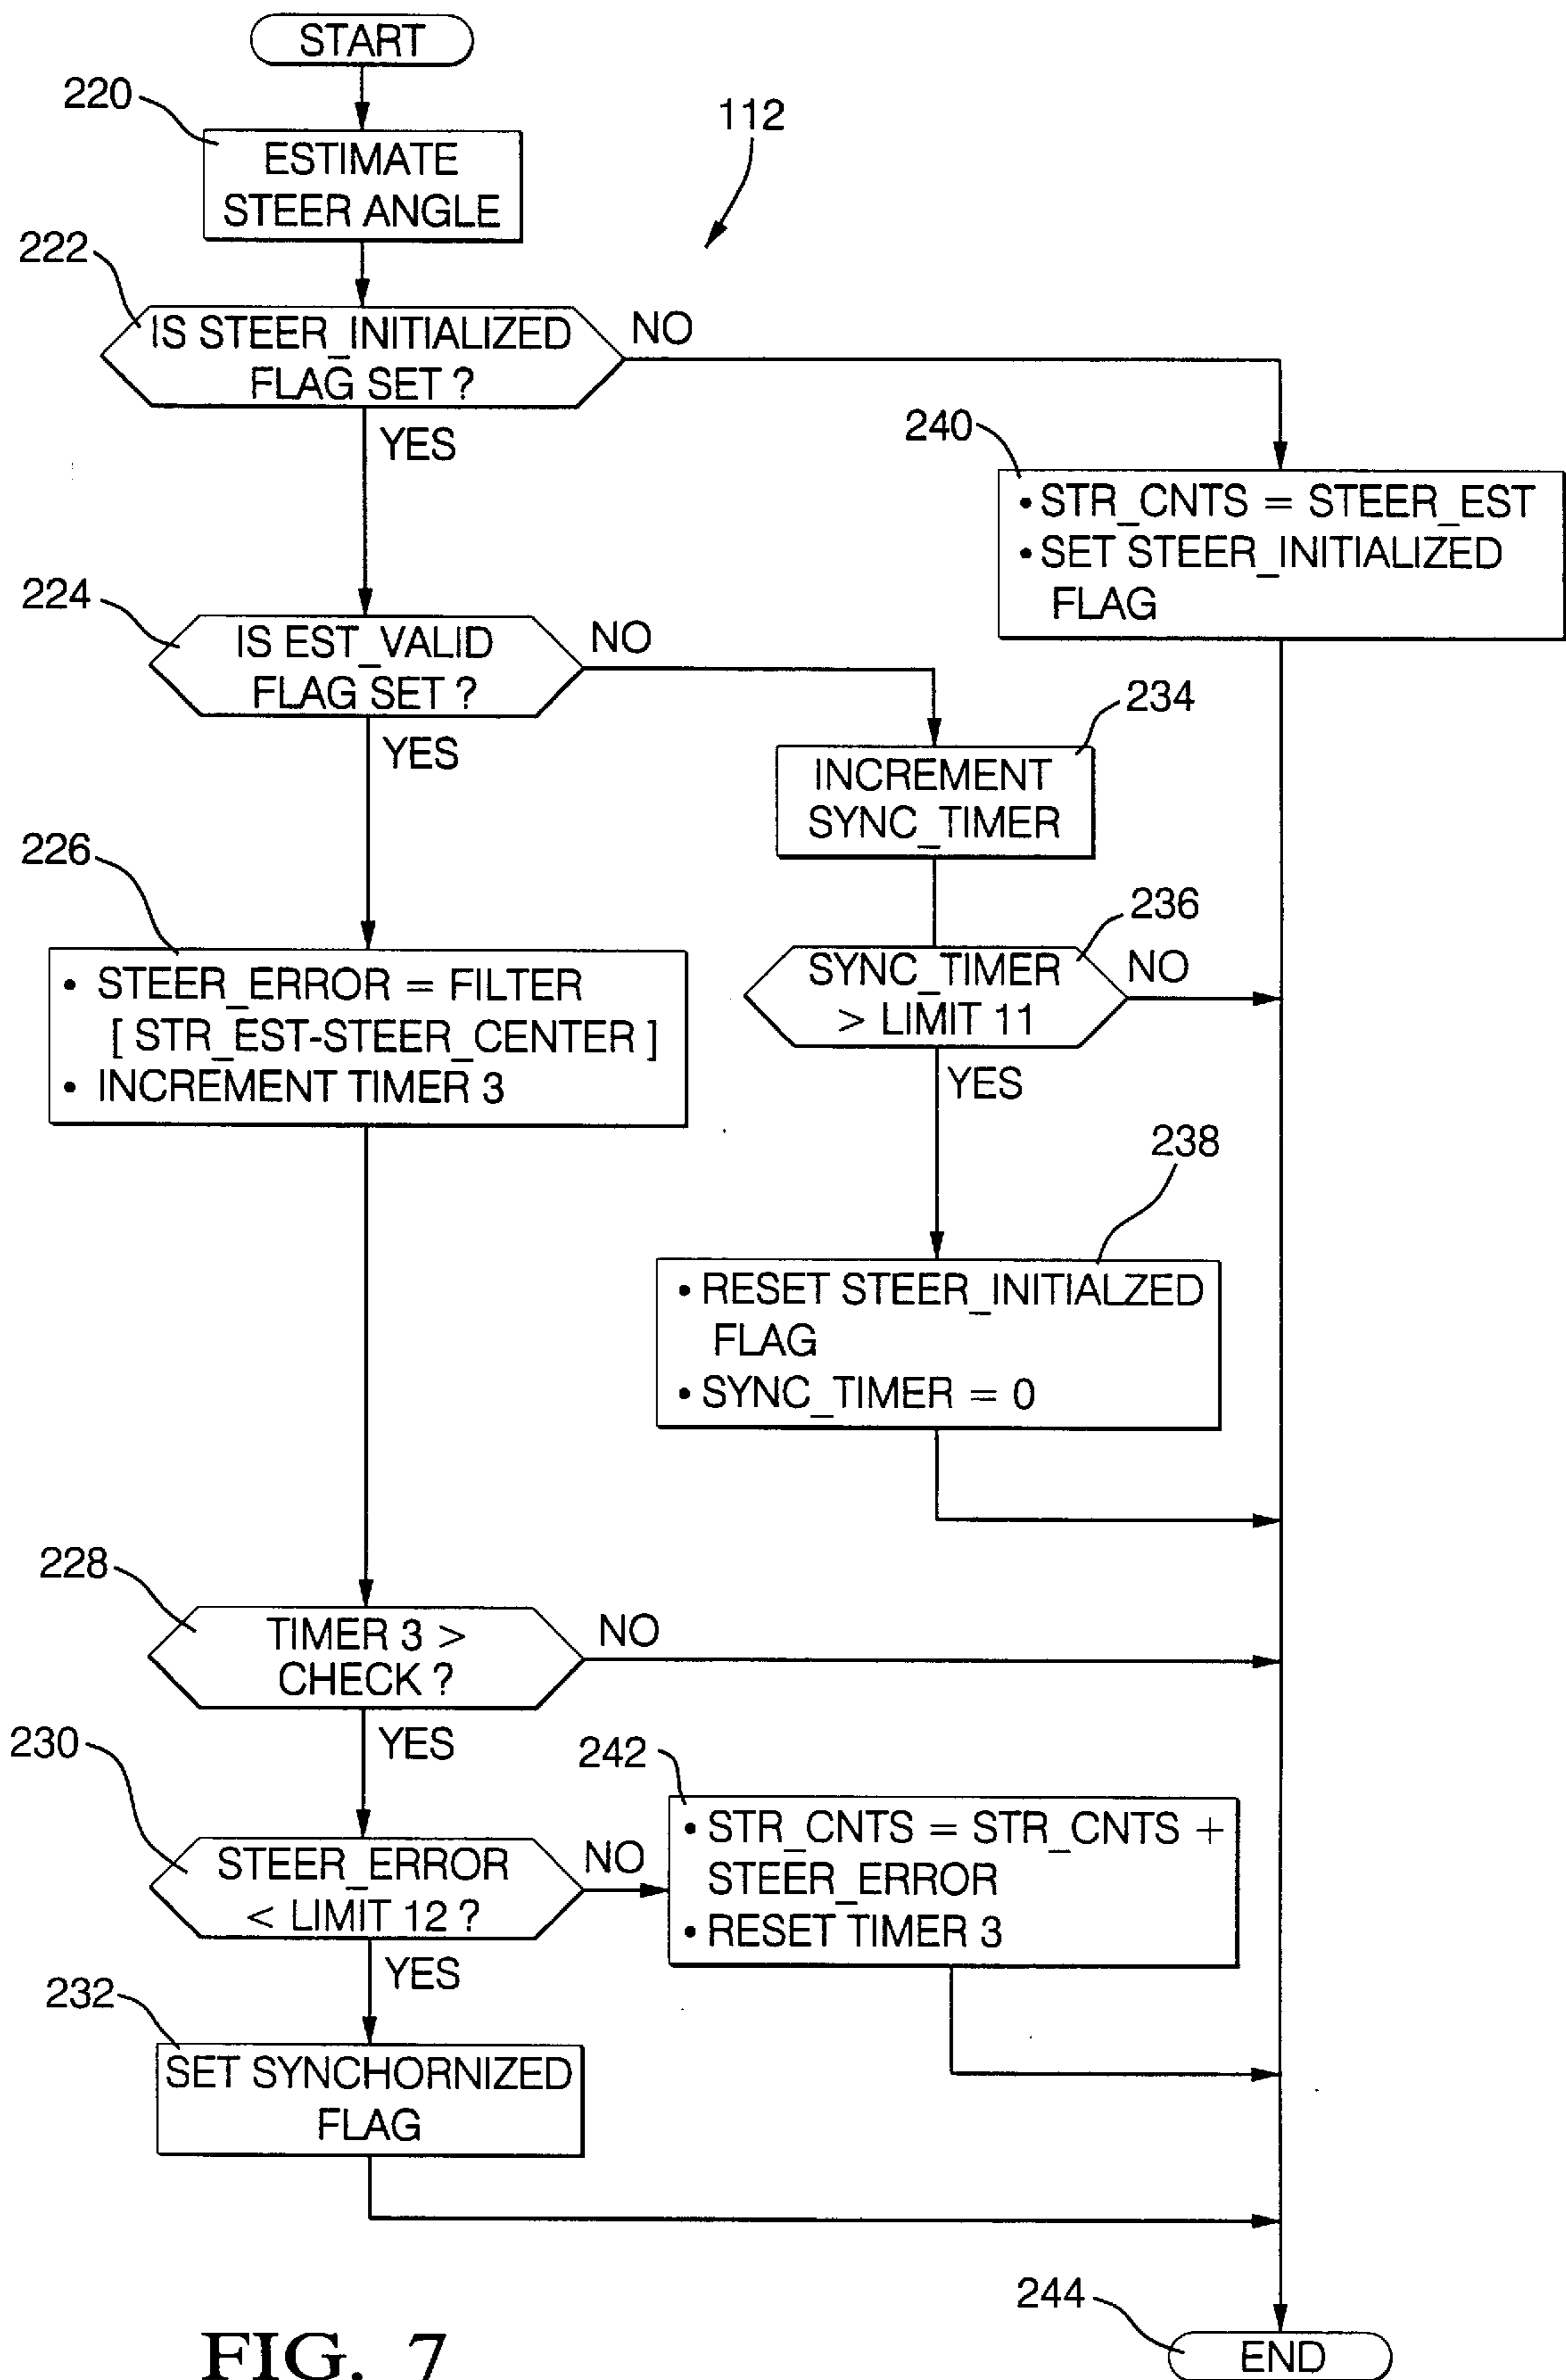 START
220
ESTIMATE
STEER ANGLE
112
222
IS STEER_INITIALIZED
FLAG SET ?
NO
YES
240
• STR_CNTS = STEER_EST
• SET STEER_INITIALIZED
FLAG
224
IS EST_VALID
FLAG SET ?
NO
YES
234
INCREMENT
SYNC_TIMER
226
• STEER_ERROR = FILTER
[ STR_EST-STEER_CENTER ]
• INCREMENT TIMER 3
236
SYNC_TIMER
> LIMIT 11
NO
YES
238
• RESET STEER_INITIALZED
FLAG
• SYNC_TIMER = 0
228
TIMER 3 >
CHECK ?
NO
YES
230
STEER_ERROR
< LIMIT 12 ?
NO
YES
242
• STR_CNTS = STR_CNTS +
STEER_ERROR
• RESET TIMER 3
232
SET SYNCHORNIZED
FLAG
244
END
FIG. 7